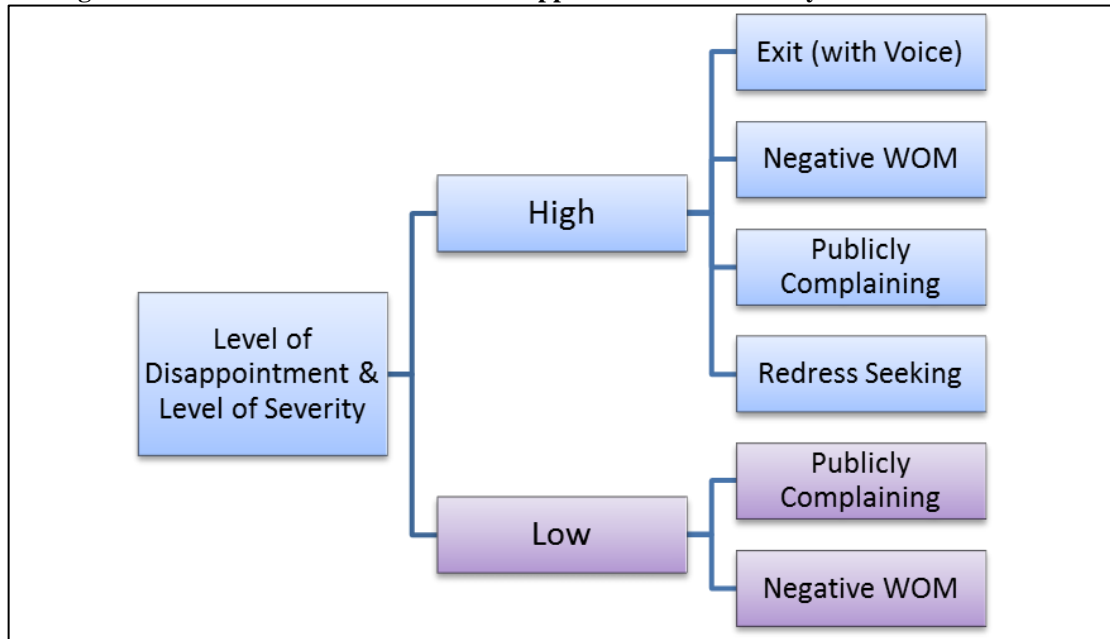 Exit (with Voice)
Negative WOM
High
Publicly
Complaining
Level of
Disappointment &
Level of Severity
Redress Seeking
Publicly
Complaining
Low
Negative WOM